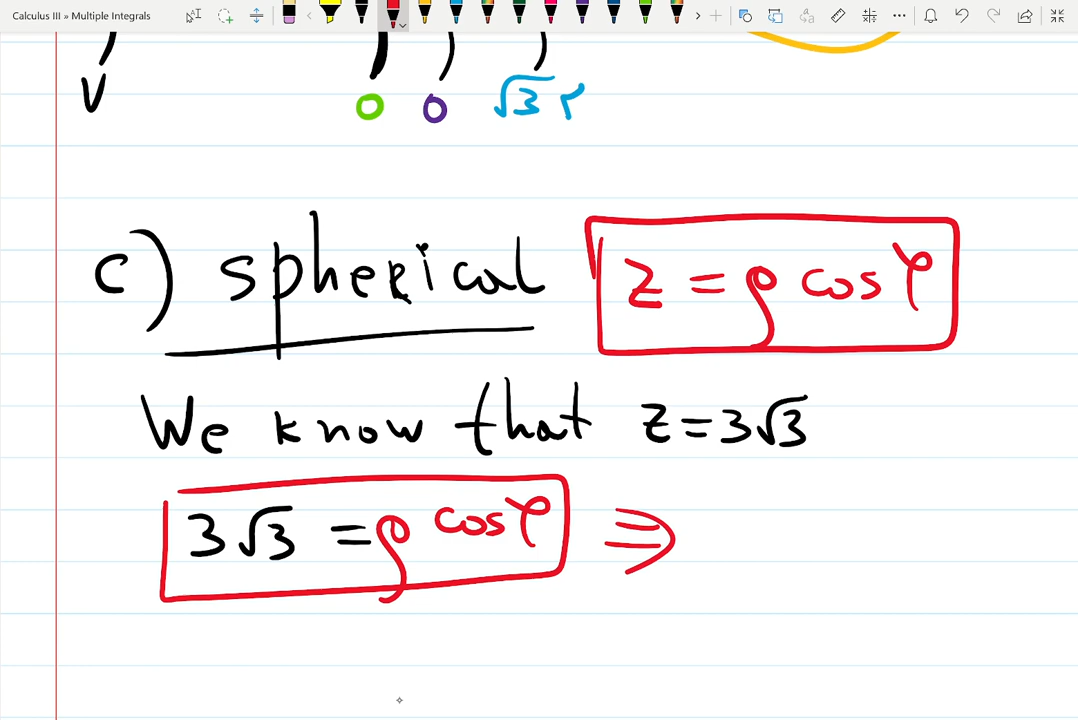 Calculus III » Multiple Integrals
V 0 0 √3 r
c) spherical z = ρ cos φ
We know that z = 3√3
3√3 = ρ cos φ ⇒